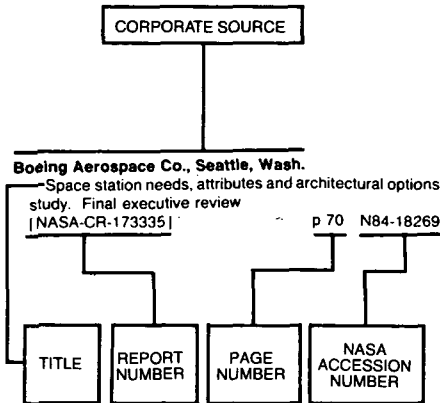 CORPORATE SOURCE
Boeing Aerospace Co., Seattle, Wash.
Space station needs, attributes and architectural options
study. Final executive review
[NASA-CR-173335] p 70 N84-18269
TITLE
REPORT
NUMBER
PAGE
NUMBER
NASA
ACCESSION
NUMBER